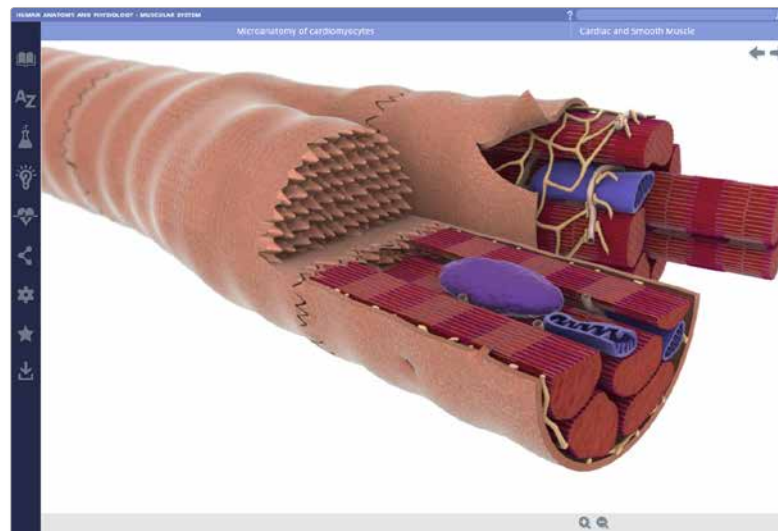 HUMAN ANATOMY AND PHYSIOLOGY - MUSCULAR SYSTEM
?
Microanatomy of cardiomyocytes
Cardiac and Smooth Muscle
AZ